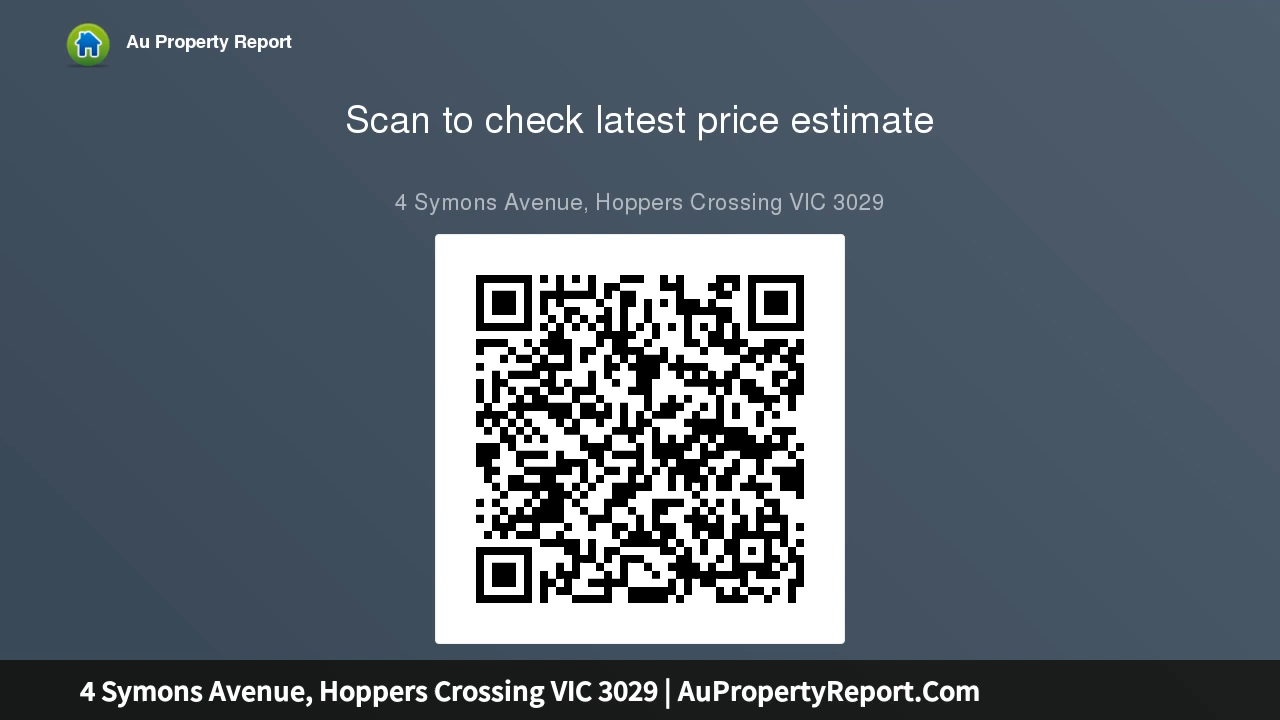 Au Property Report
Scan to check latest price estimate
4 Symons Avenue, Hoppers Crossing VIC 3029
4 Symons Avenue, Hoppers Crossing VIC 3029 | AuPropertyReport.Com